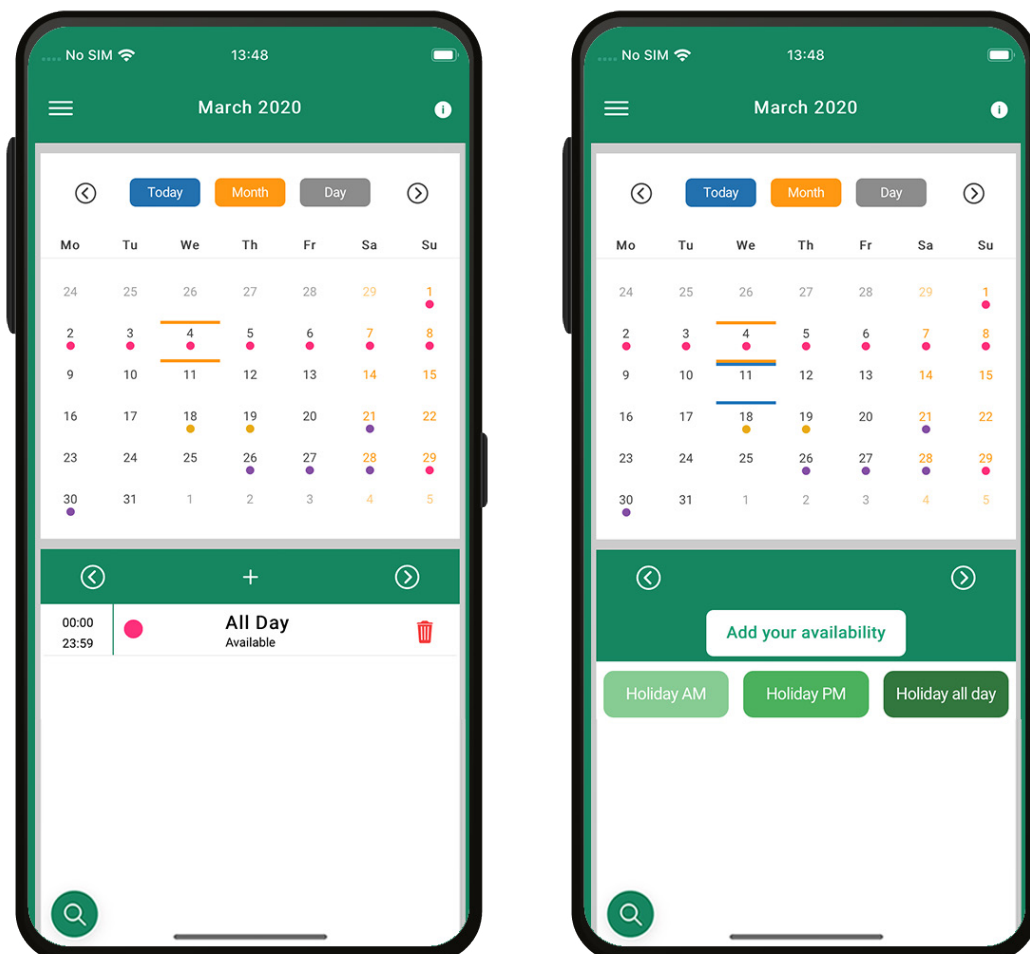 No SIM 13:48
March 2020
Today Month Day
Mo Tu We Th Fr Sa Su
24 25 26 27 28 29 1
2 3 4 5 6 7 8
9 10 11 12 13 14 15
16 17 18 19 20 21 22
23 24 25 26 27 28 29
30 31 1 2 3 4 5
+
00:00 All Day
23:59 Available
No SIM 13:48
March 2020
Today Month Day
Mo Tu We Th Fr Sa Su
24 25 26 27 28 29 1
2 3 4 5 6 7 8
9 10 11 12 13 14 15
16 17 18 19 20 21 22
23 24 25 26 27 28 29
30 31 1 2 3 4 5
Add your availability
Holiday AM Holiday PM Holiday all day